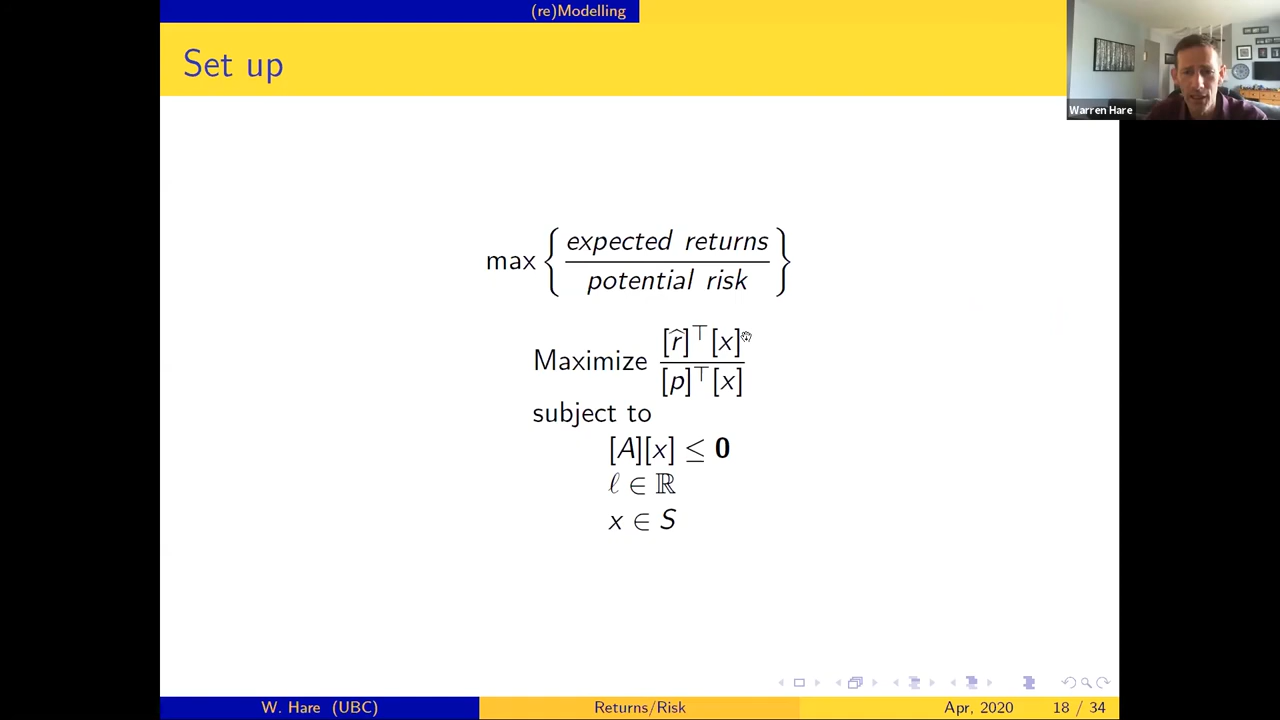 (re)Modelling
Set up
Warren Hare
max { expected returns / potential risk }
Maximize [r̂]⊤[x] / [p]⊤[x]
subject to
[A][x] ≤ 0
ℓ ∈ ℝ
x ∈ S
W. Hare (UBC) Returns/Risk Apr, 2020 18 / 34